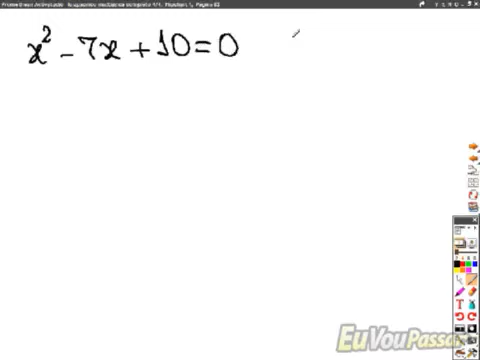 x² - 7x + 10 = 0
EuVouPassar